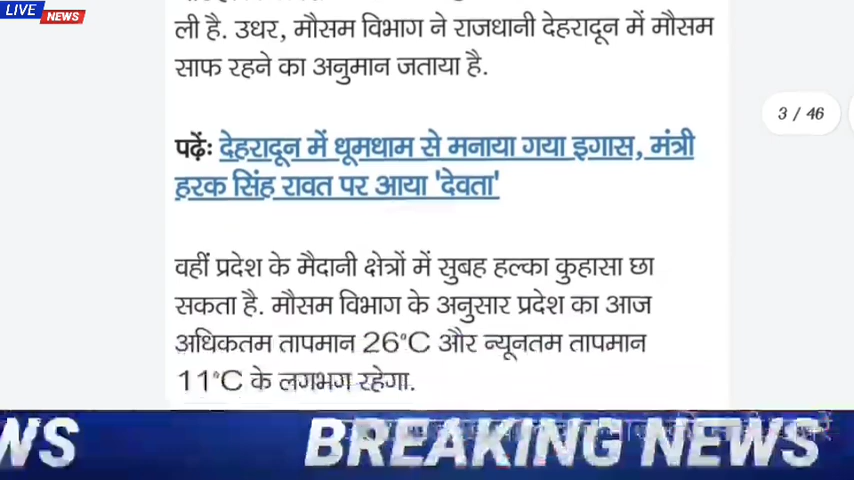 LIVE NEWS
ली है. उधर, मौसम विभाग ने राजधानी देहरादून में मौसम
साफ रहने का अनुमान जताया है.
3 / 46
पढ़ें: देहरादून में धूमधाम से मनाया गया इगास, मंत्री
हरक सिंह रावत पर आया 'देवता'
वहीं प्रदेश के मैदानी क्षेत्रों में सुबह हल्का कुहासा छा
सकता है. मौसम विभाग के अनुसार प्रदेश का आज
अधिकतम तापमान 26°C और न्यूनतम तापमान
11°C के लगभग रहेगा.
WS BREAKING NEWS